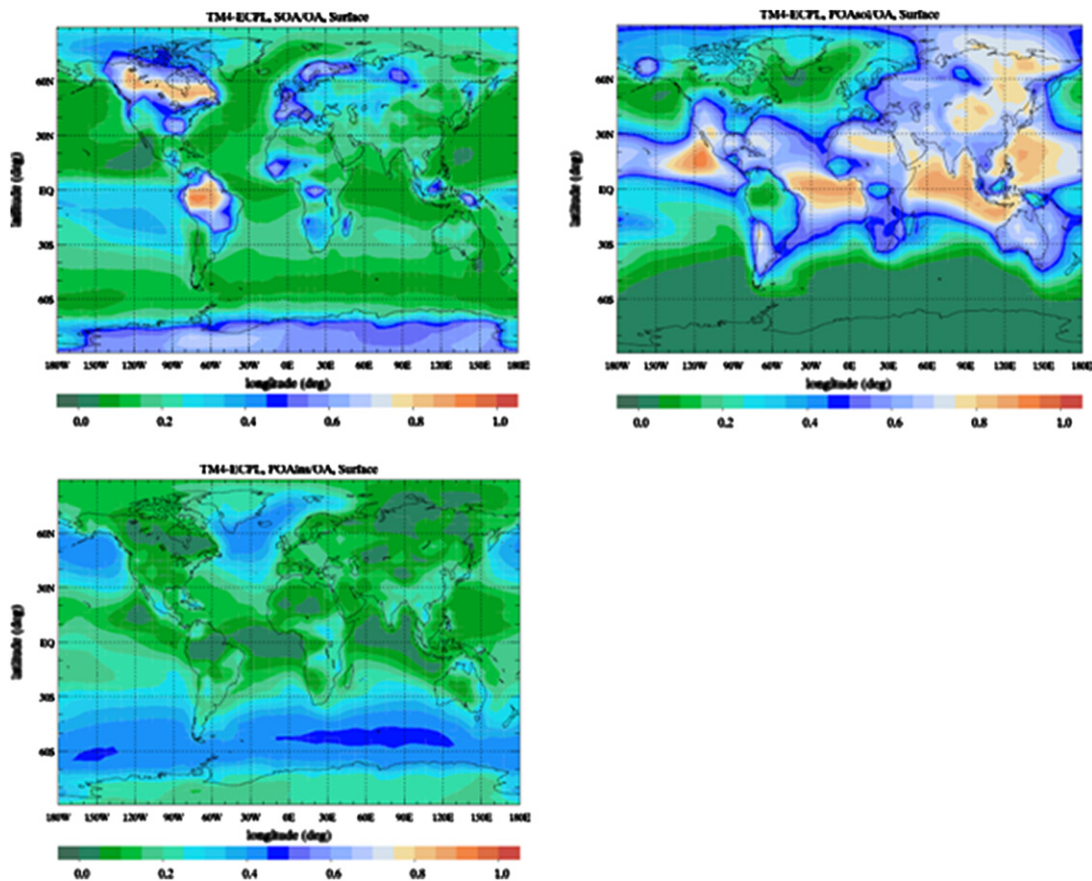 TM4-ECPL, SOA/OA, Surface
latitude (deg)
60N
30N
EQ
30S
60S
180W 150W 120W 90W 60W 30W 0E 30E 60E 90E 120E 150E 180E
longitude (deg)
0.0 0.2 0.4 0.6 0.8 1.0
TM4-ECPL, POAsol/OA, Surface
latitude (deg)
60N
30N
EQ
30S
60S
180W 150W 120W 90W 60W 30W 0E 30E 60E 90E 120E 150E 180E
longitude (deg)
0.0 0.2 0.4 0.6 0.8 1.0
TM4-ECPL, POAins/OA, Surface
latitude (deg)
60N
30N
EQ
30S
60S
180W 150W 120W 90W 60W 30W 0E 30E 60E 90E 120E 150E 180E
longitude (deg)
0.0 0.2 0.4 0.6 0.8 1.0